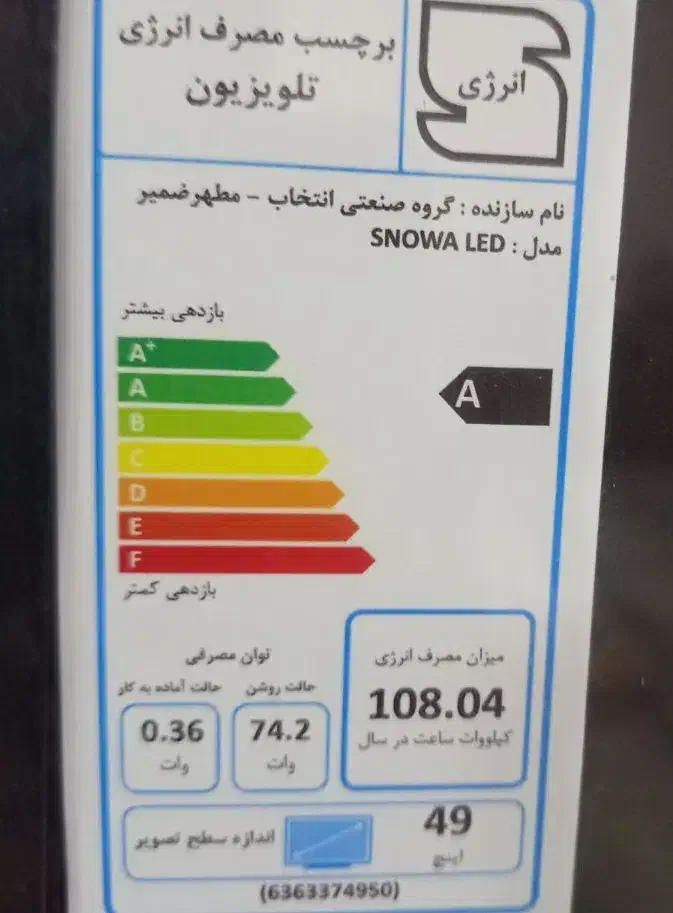 برچسب مصرف انرژی
تلویزیون
انرژی
نام سازنده : گروه صنعتی انتخاب - مطهرضمیر
مدل : SNOWA LED
بازدهی بیشتر
A+
A
A
B
C
D
E
F
بازدهی کمتر
میزان مصرف انرژی
108.04
کیلووات ساعت در سال
توان مصرفی
حالت روشن
74.2
وات
حالت آماده به کار
0.36
وات
اندازه سطح تصویر
49
اینچ
(6363374950)